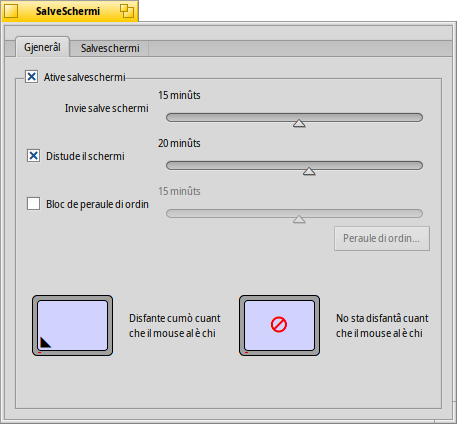 SalveSchermi
Gjenerâl
Salveschermi
Ative salveschermi
15 minûts
Invie salve schermi
20 minûts
Distude il schermi
15 minûts
Bloc de peraule di ordin
Peraule di ordin...
Disfante cumò cuant
che il mouse al è chi
No sta disfantâ cuant
che il mouse al è chi